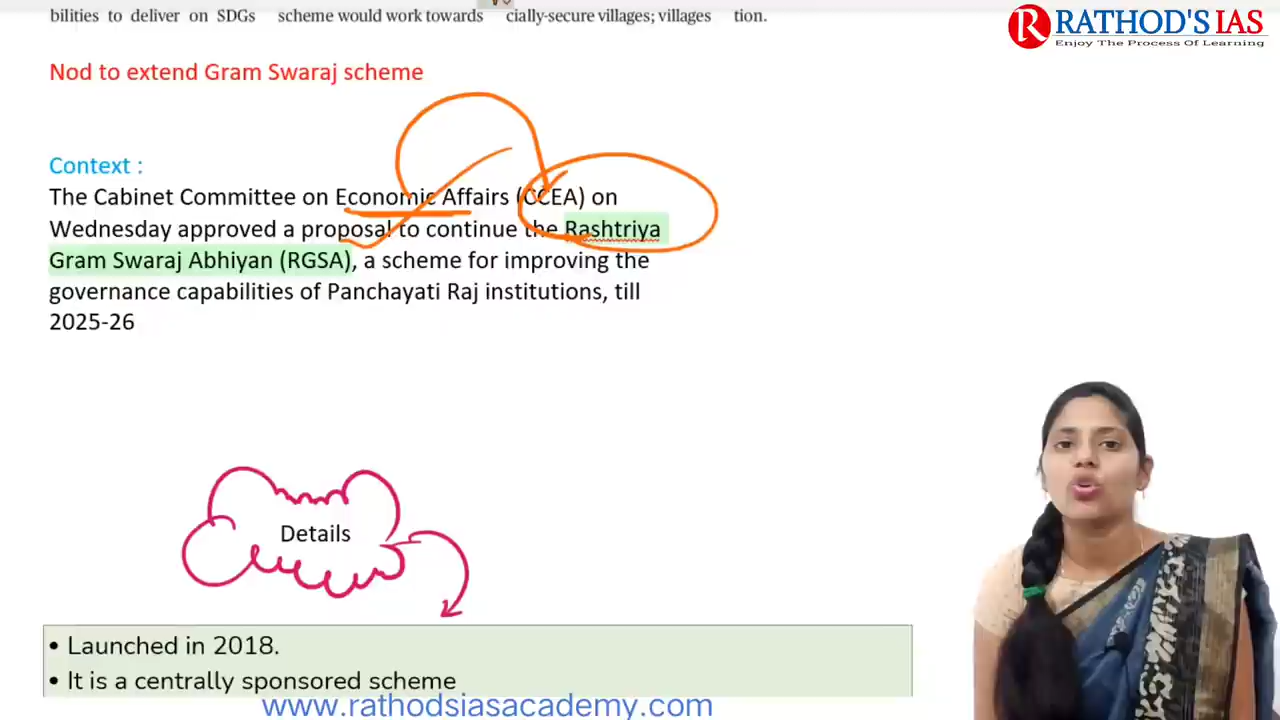 bilities to deliver on SDGs scheme would work towards cially-secure villages; villages tion.
RATHOD'S IAS
Enjoy The Process Of Learning
Nod to extend Gram Swaraj scheme
Context :
The Cabinet Committee on Economic Affairs (CCEA) on
Wednesday approved a proposal to continue the Rashtriya
Gram Swaraj Abhiyan (RGSA), a scheme for improving the
governance capabilities of Panchayati Raj institutions, till
2025-26
Details
• Launched in 2018.
• It is a centrally sponsored scheme
www.rathodsiasacademy.com